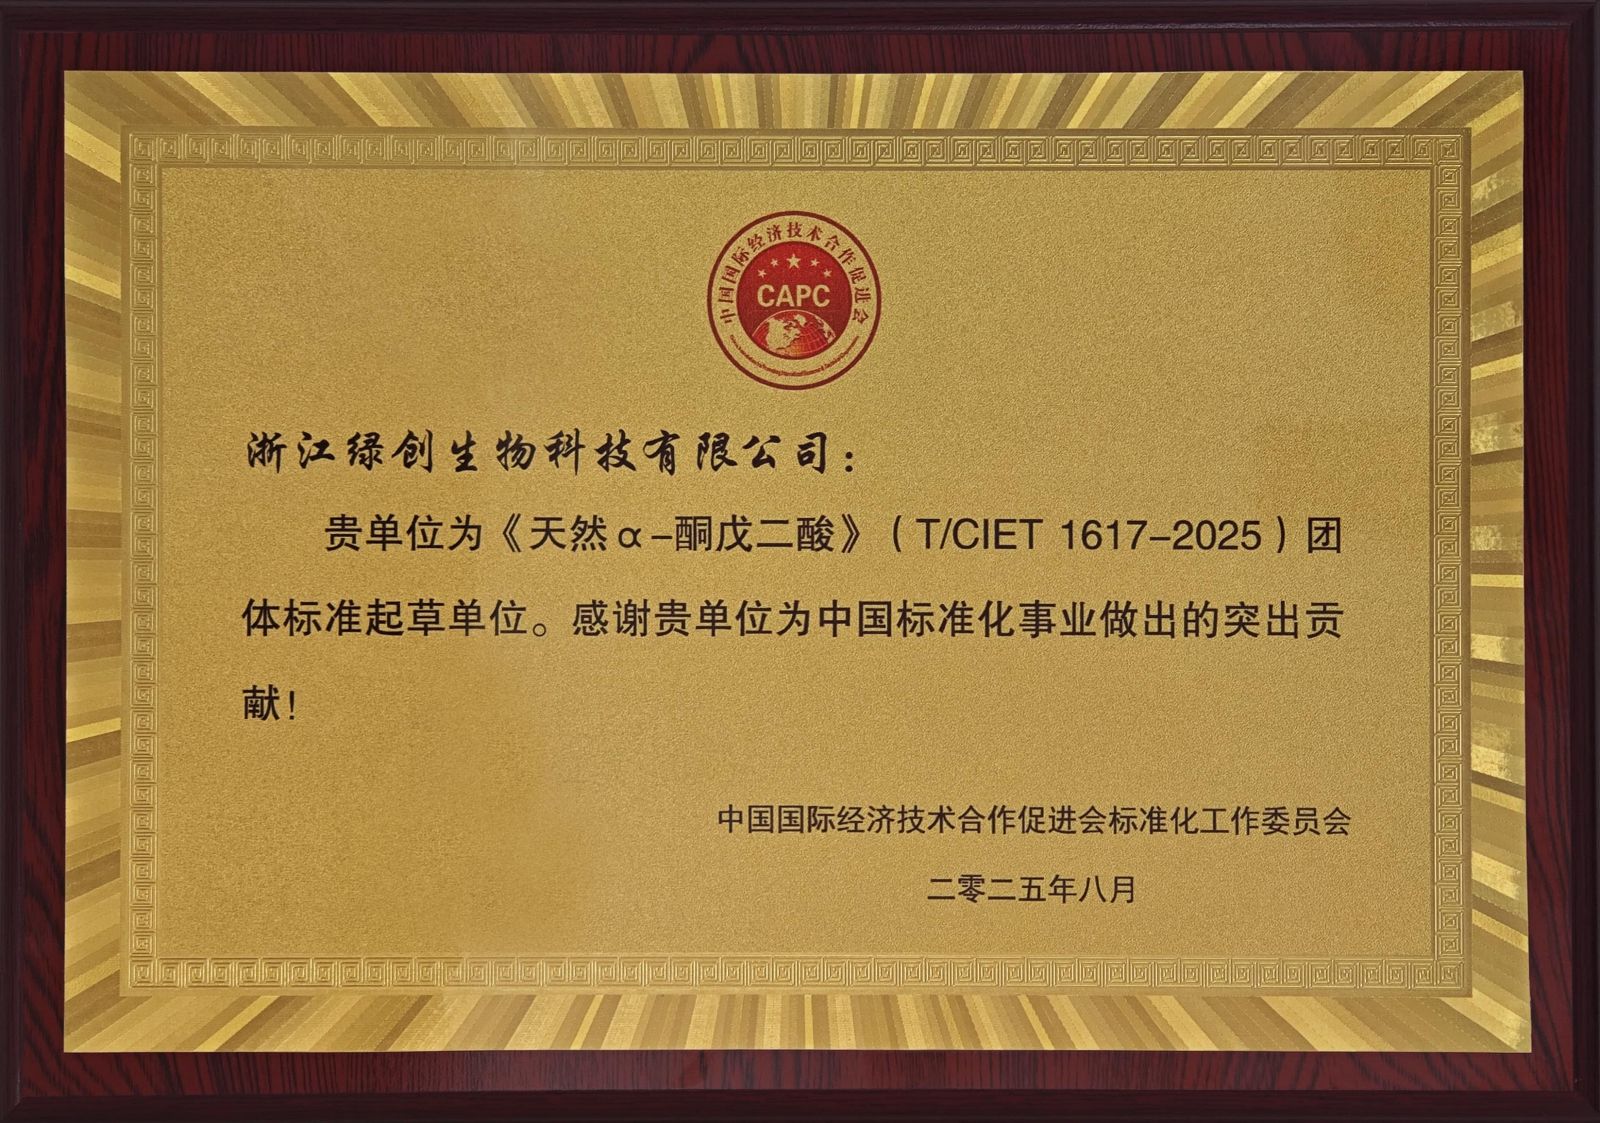 中国国际经济技术合作促进会
CAPC
浙江绿创生物科技有限公司：
贵单位为《天然α-酮戊二酸》（T/CIET 1617-2025）团
体标准起草单位。感谢贵单位为中国标准化事业做出的突出贡
献！
中国国际经济技术合作促进会标准化工作委员会
二零二五年八月